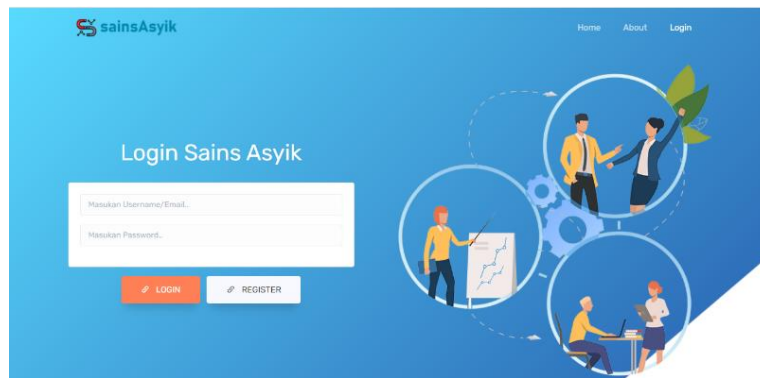 sainsAsyik
Home About Login
Login Sains Asyik
Masukan Username/Email..
Masukan Password..
LOGIN REGISTER